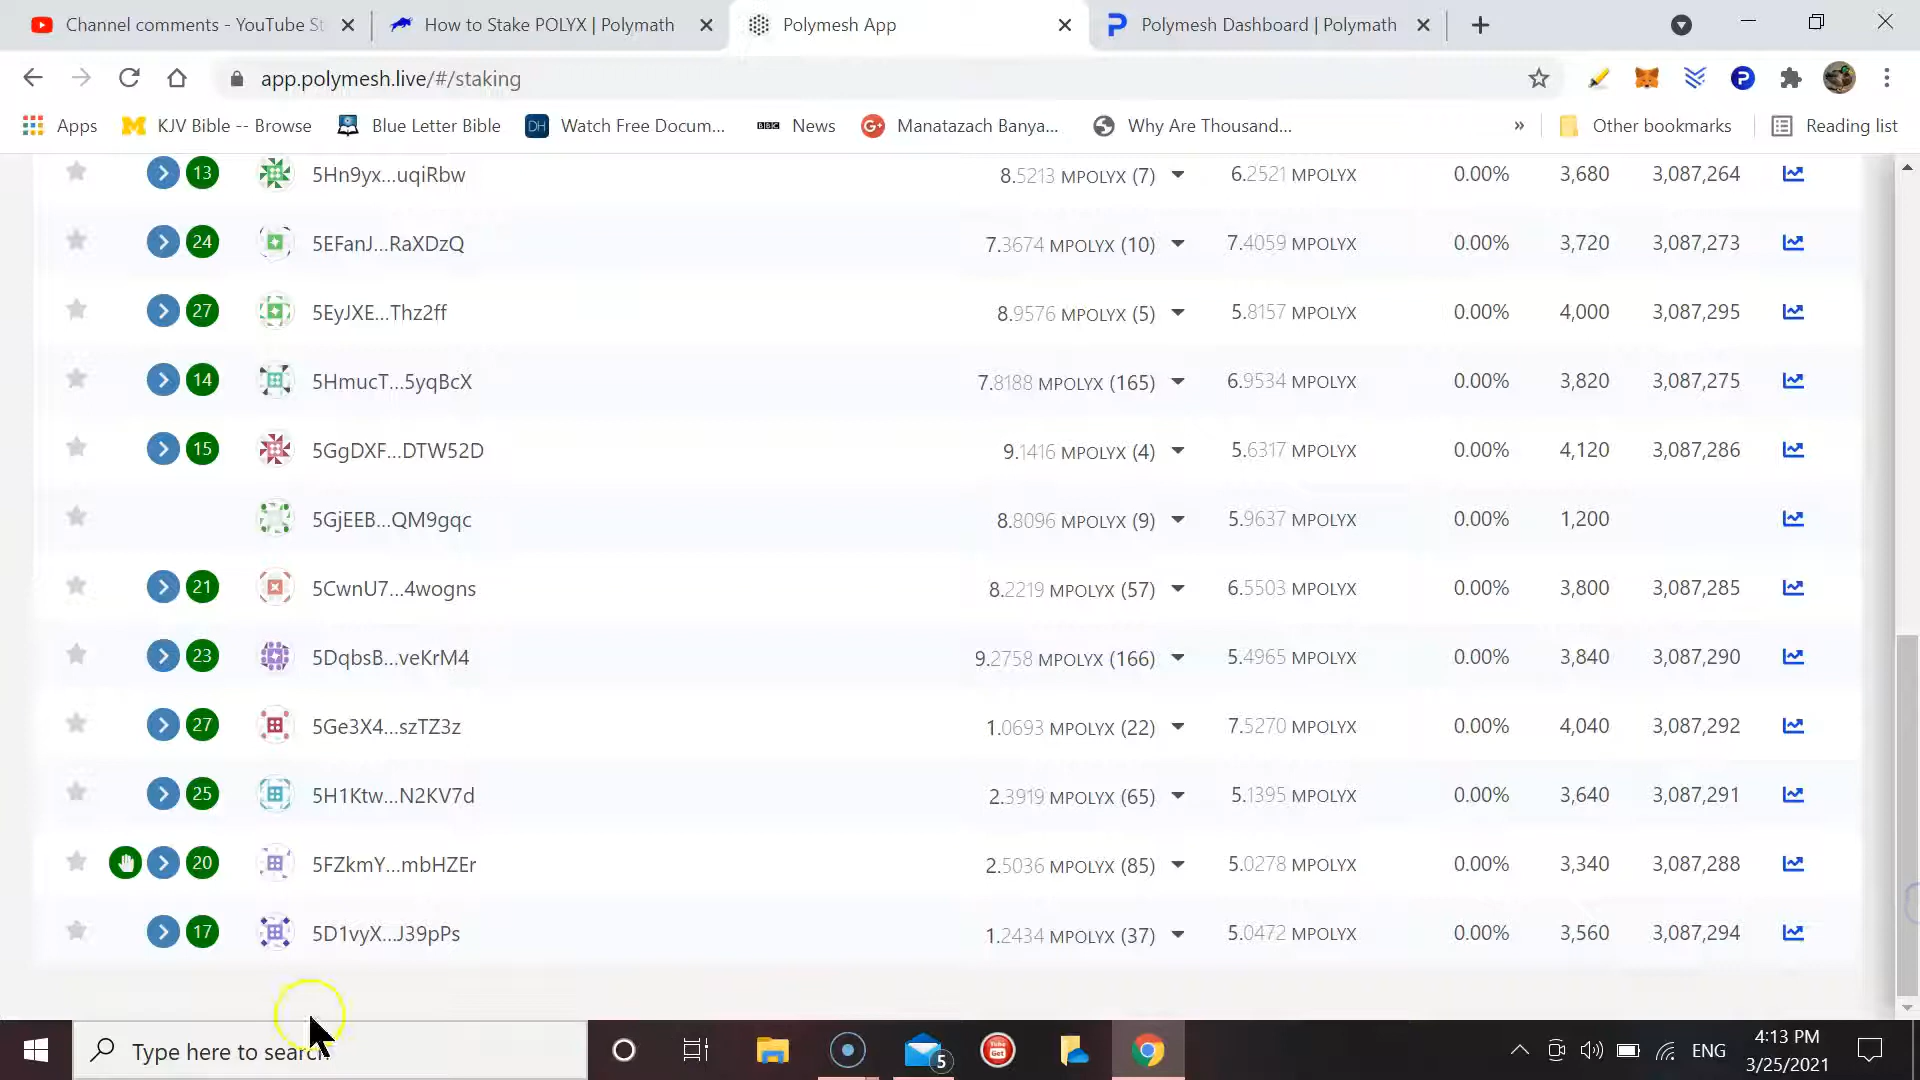 Channel comments - YouTube St
How to Stake POLYX | Polymath
Polymesh App
Polymesh Dashboard | Polymath
app.polymesh.live/#/staking
Apps
KJV Bible -- Browse
Blue Letter Bible
DH
Watch Free Docum...
BBC
News
Manatazach Banya...
Why Are Thousand...
»
Other bookmarks
Reading list
13 5Hn9yx...uqiRbw 8.5213 MPOLYX (7) 6.2521 MPOLYX 0.00% 3,680 3,087,264
24 5EFanJ...RaXDzQ 7.3674 MPOLYX (10) 7.4059 MPOLYX 0.00% 3,720 3,087,273
27 5EyJXE...Thz2ff 8.9576 MPOLYX (5) 5.8157 MPOLYX 0.00% 4,000 3,087,295
14 5HmucT...5yqBcX 7.8188 MPOLYX (165) 6.9534 MPOLYX 0.00% 3,820 3,087,275
15 5GgDXF...DTW52D 9.1416 MPOLYX (4) 5.6317 MPOLYX 0.00% 4,120 3,087,286
5GjEEB...QM9gqc 8.8096 MPOLYX (9) 5.9637 MPOLYX 0.00% 1,200
21 5CwnU7...4wogns 8.2219 MPOLYX (57) 6.5503 MPOLYX 0.00% 3,800 3,087,285
23 5DqbsB...veKrM4 9.2758 MPOLYX (166) 5.4965 MPOLYX 0.00% 3,840 3,087,290
27 5Ge3X4...szTZ3z 1.0693 MPOLYX (22) 7.5270 MPOLYX 0.00% 4,040 3,087,292
25 5H1Ktw...N2KV7d 2.3919 MPOLYX (65) 5.1395 MPOLYX 0.00% 3,640 3,087,291
20 5FZkmY...mbHZEr 2.5036 MPOLYX (85) 5.0278 MPOLYX 0.00% 3,340 3,087,288
17 5D1vyX...J39pPs 1.2434 MPOLYX (37) 5.0472 MPOLYX 0.00% 3,560 3,087,294
Type here to search
5
ENG
4:13 PM
3/25/2021